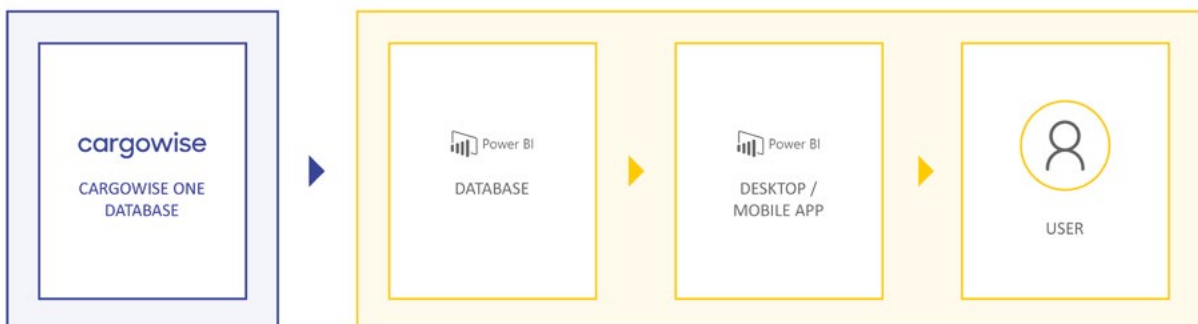 cargowise
CARGOWISE ONE
DATABASE
Power BI
DATABASE
Power BI
DESKTOP /
MOBILE APP
USER